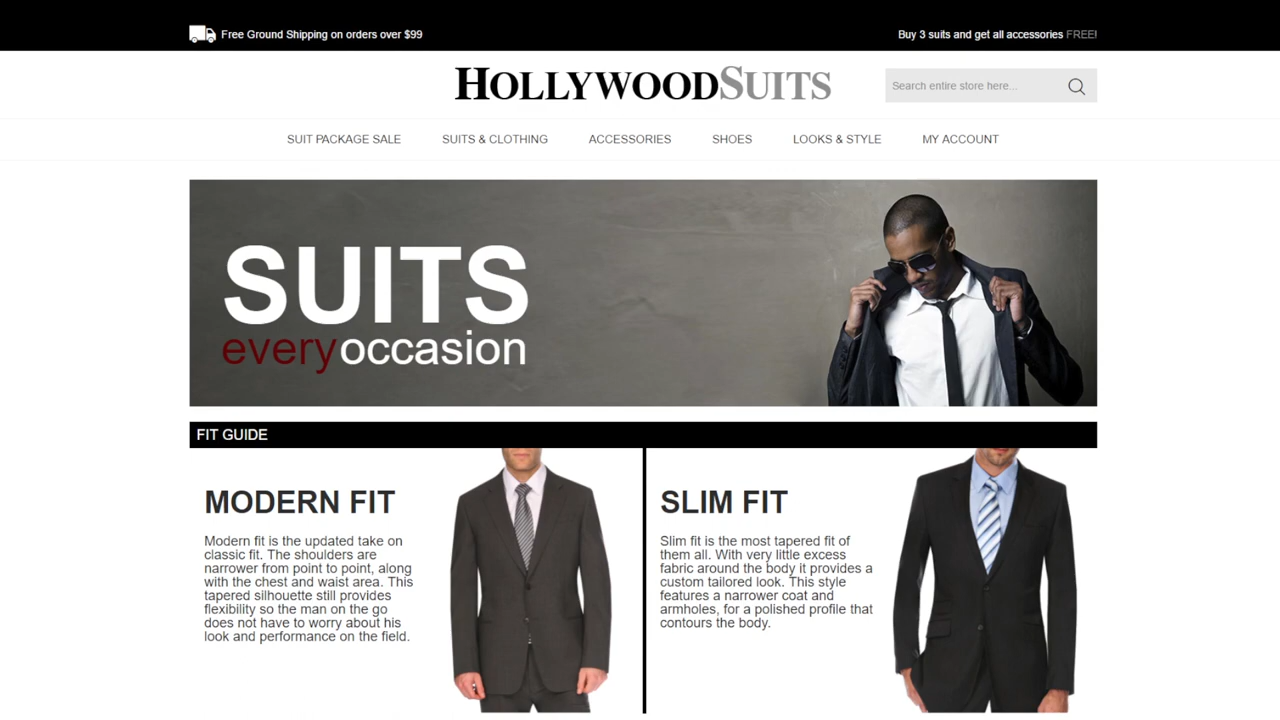 Free Ground Shipping on orders over $99
Buy 3 suits and get all accessories FREE!
HOLLYWOODSUITS
Search entire store here...
SUIT PACKAGE SALE
SUITS & CLOTHING
ACCESSORIES
SHOES
LOOKS & STYLE
MY ACCOUNT
SUITS
everyoccasion
FIT GUIDE
MODERN FIT
Modern fit is the updated take on
classic fit. The shoulders are
narrower from point to point, along
with the chest and waist area. This
tapered silhouette still provides
flexibility so the man on the go
does not have to worry about his
look and performance on the field.
SLIM FIT
Slim fit is the most tapered fit of
them all. With very little excess
fabric around the body it provides a
custom tailored look. This style
features a narrower coat and
armholes, for a polished profile that
contours the body.